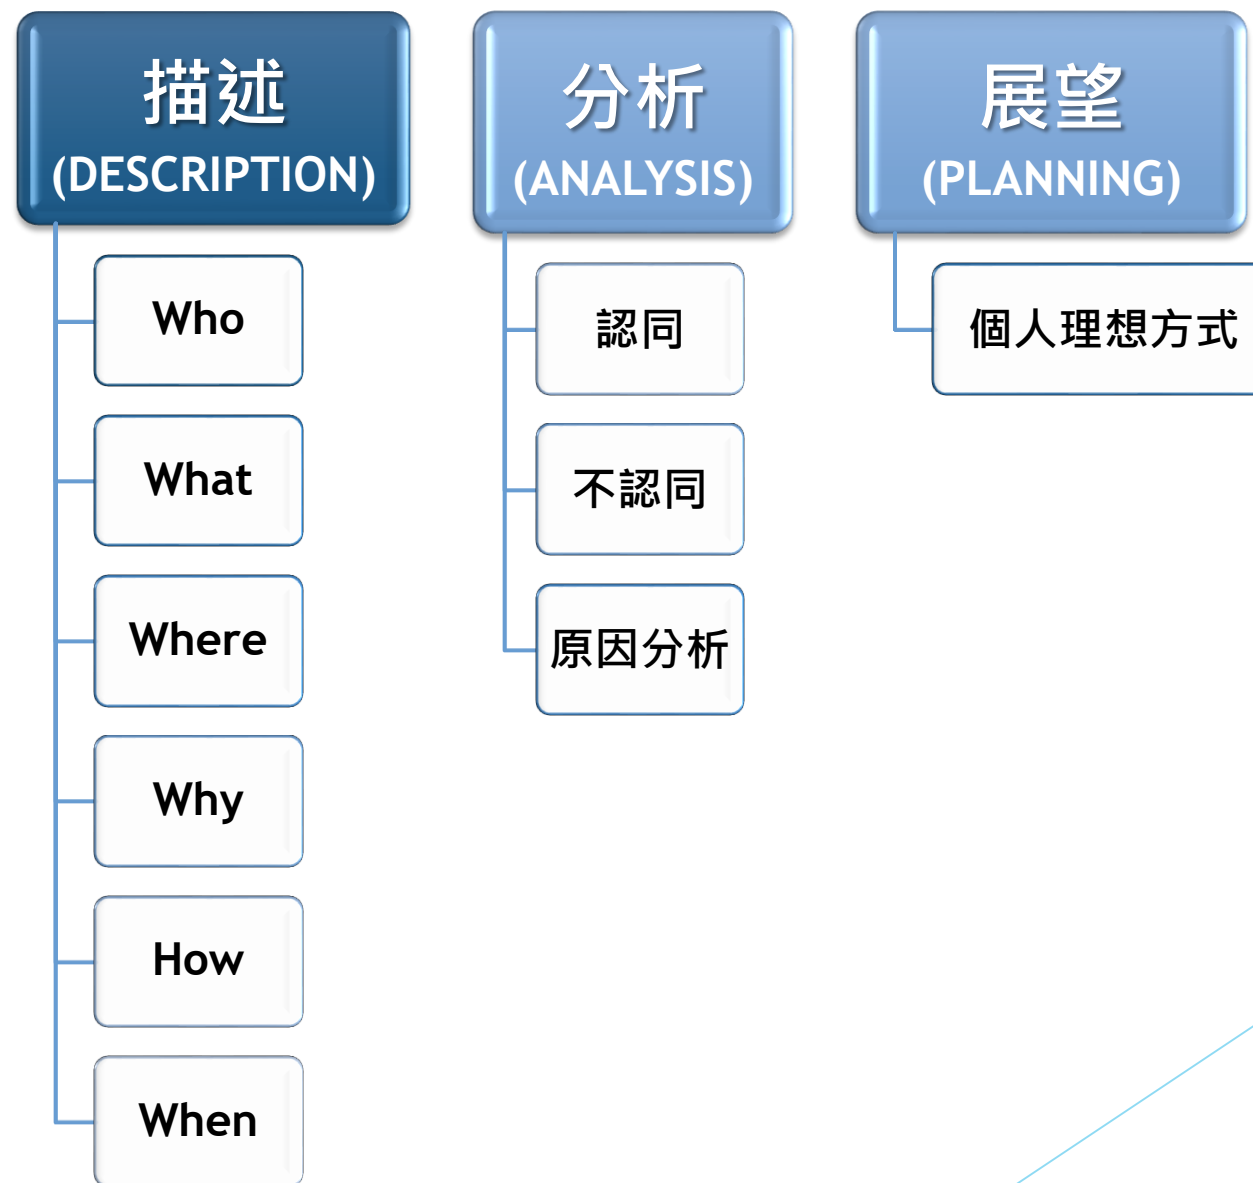 描述
(DESCRIPTION)
Who
What
Where
Why
How
When
分析
(ANALYSIS)
認同
不認同
原因分析
展望
(PLANNING)
個人理想方式